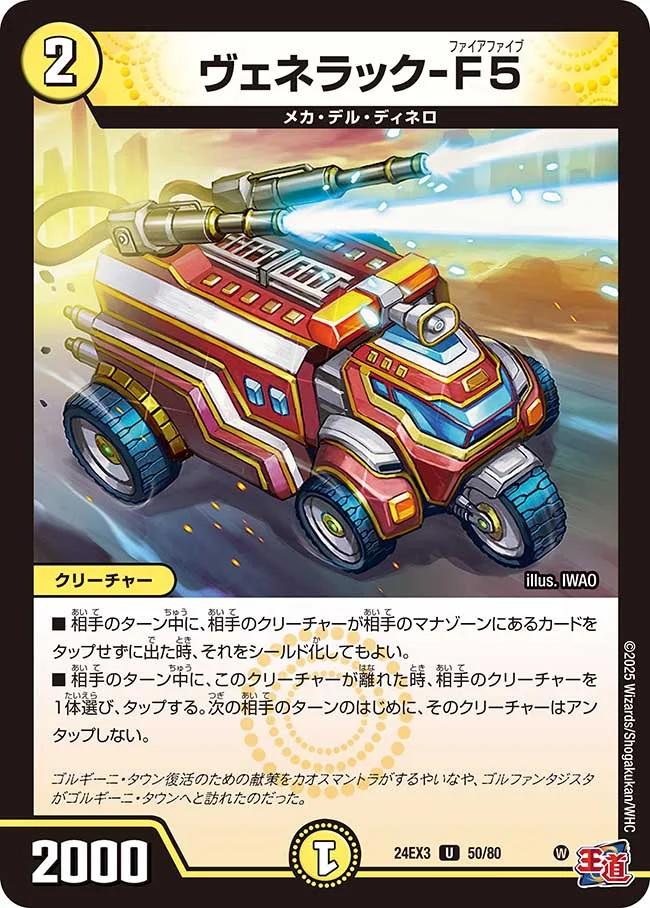 2
ファイアファイブ
ヴェネラック-F5
メカ・デル・ディネロ
クリーチャー
illus. IWAO
■相手のターン中に、相手のクリーチャーが相手のマナゾーンにあるカードを
タップせずに出た時、それをシールド化してもよい。
■相手のターン中に、このクリーチャーが離れた時、相手のクリーチャーを
1体選び、タップする。次の相手のターンのはじめに、そのクリーチャーはアン
タップしない。
ゴルギーニ・タウン復活のための献策をカオスマントラがするやいなや、ゴルファンタジスタ
がゴルギーニ・タウンへと訪れたのだった。
©2025 Wizards/Shogakukan/WHC
2000
1
24EX3 U 50/80
W
王道